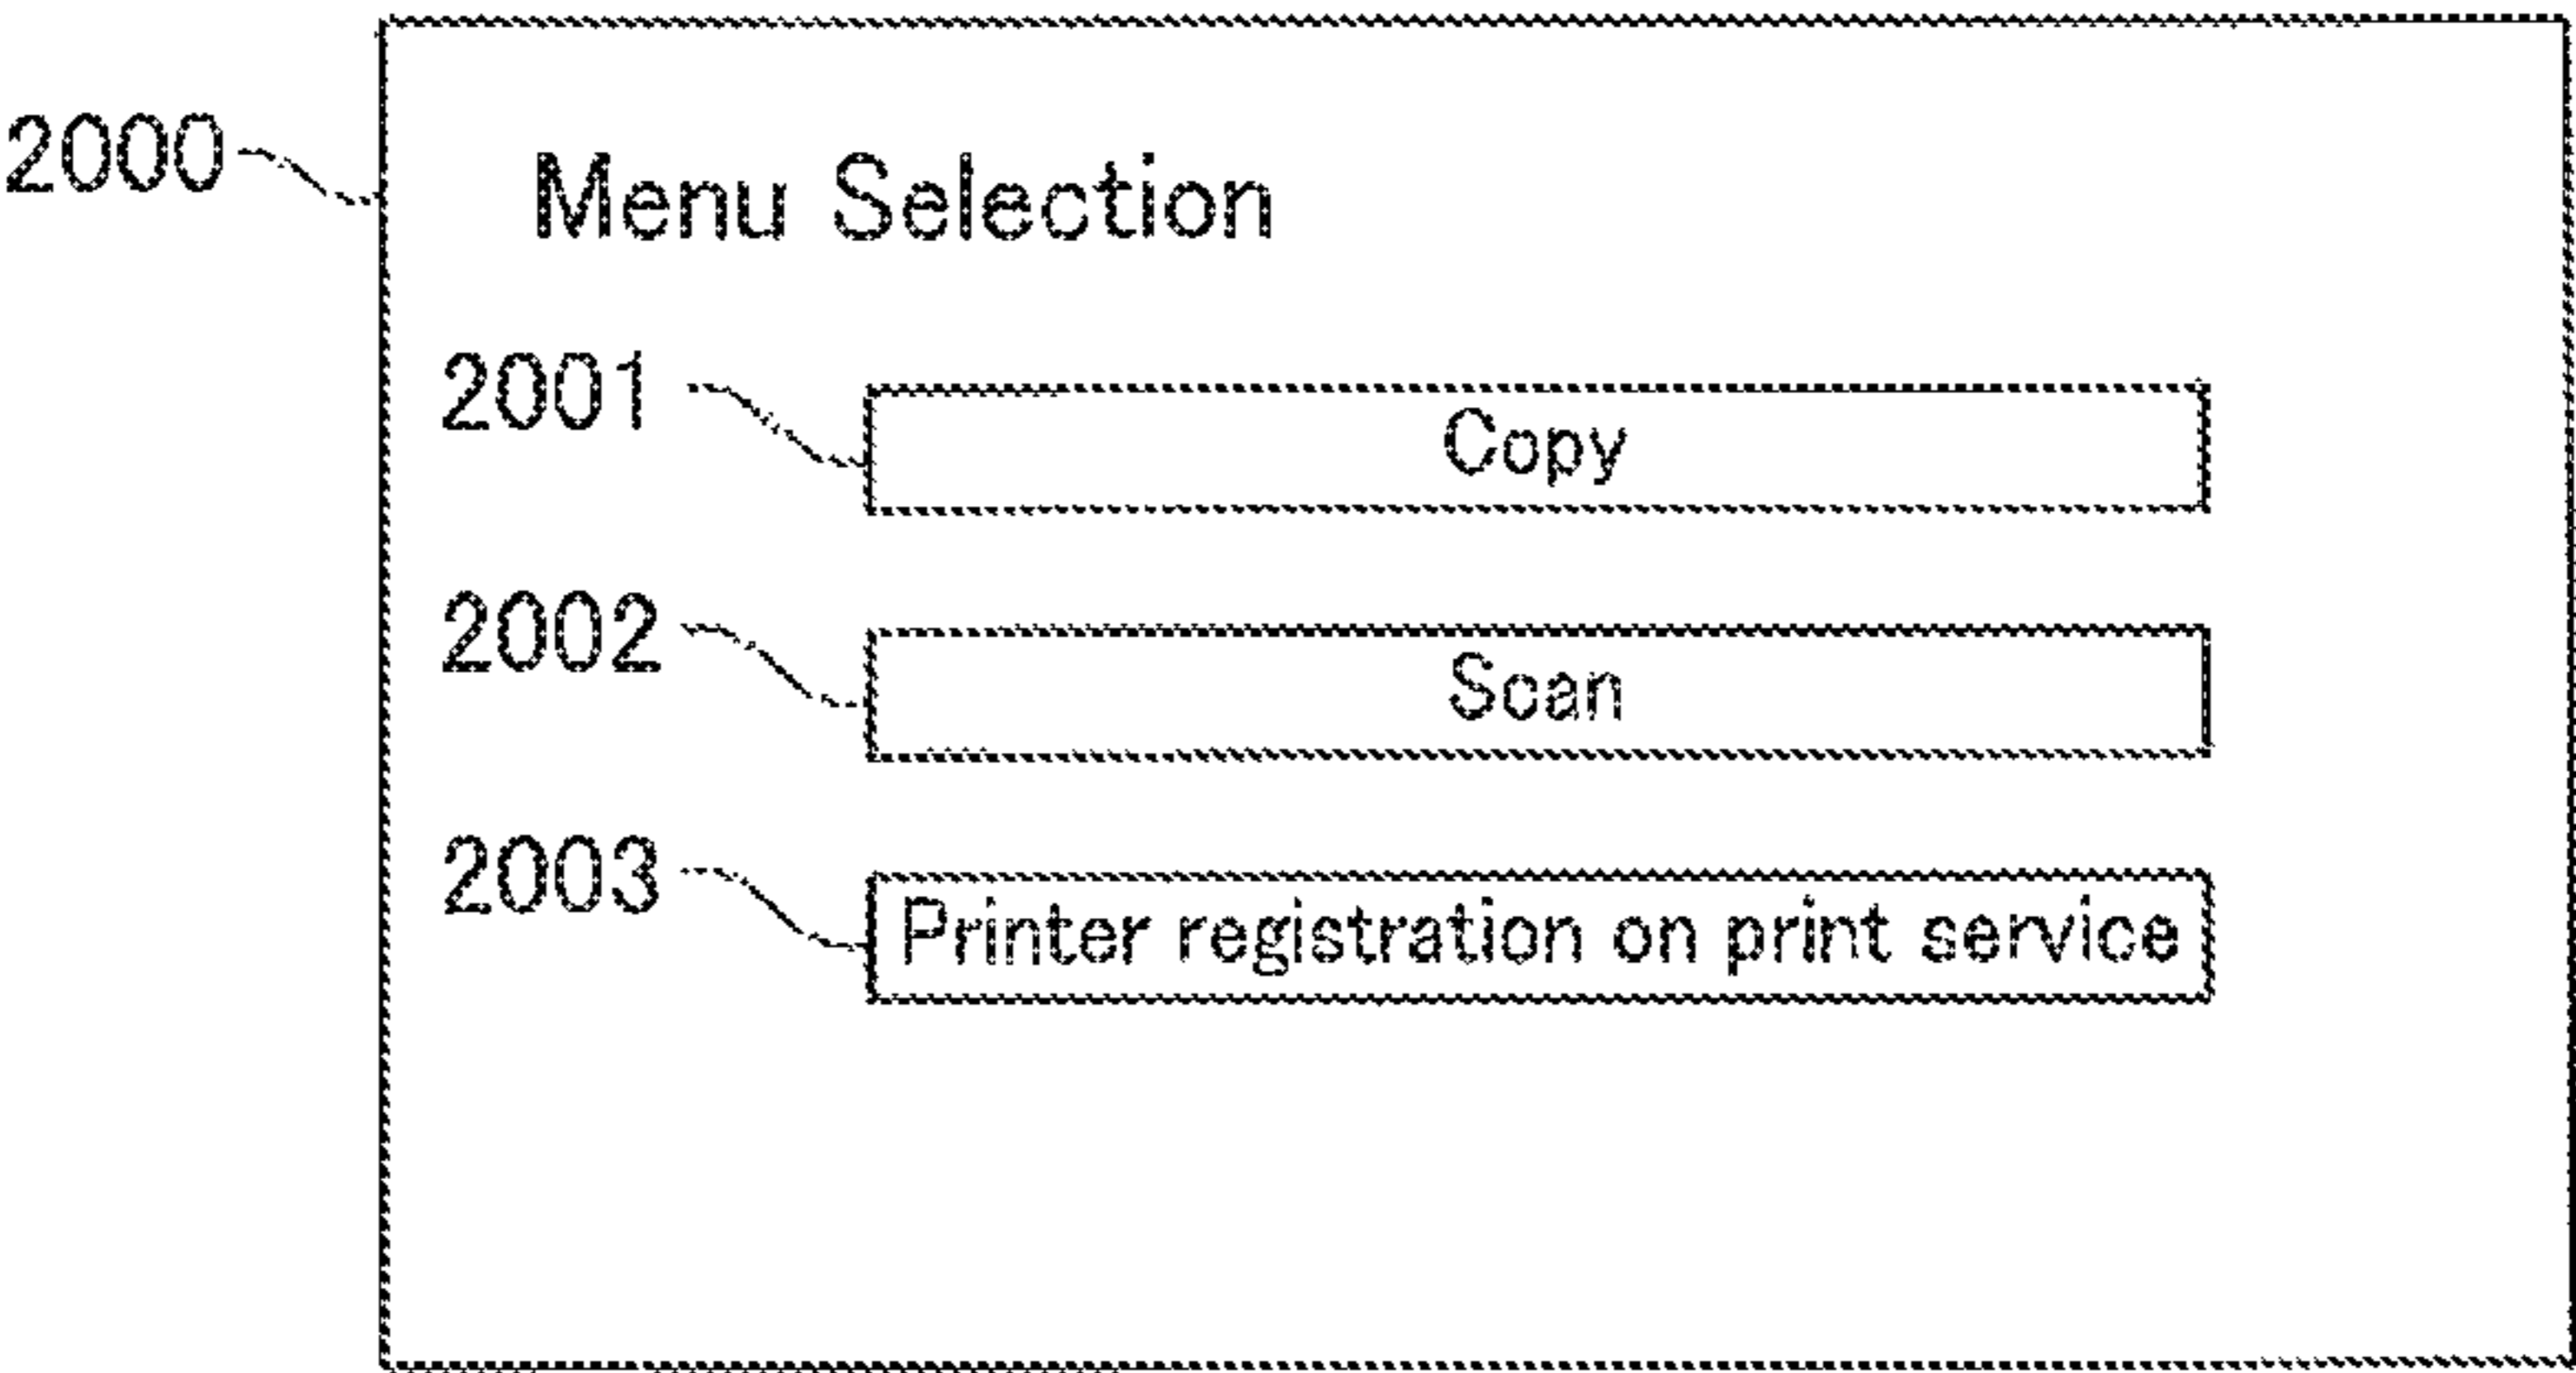 2000
Menu Selection
2001
Copy
2002
Scan
2003
Printer registration on print service